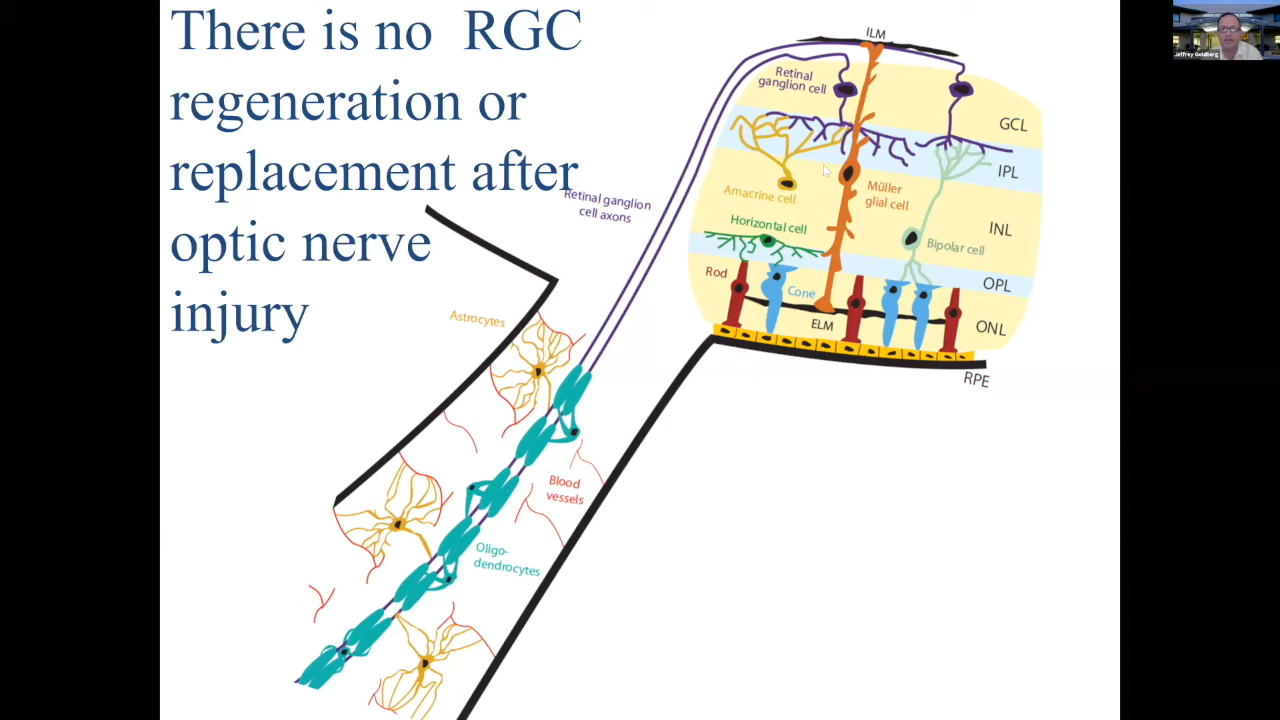 There is no RGC
regeneration or
replacement after
optic nerve
injury
ILM
Retinal
ganglion cell
GCL
IPL
Retinal ganglion
cell axons
Amacrine cell
Müller
glial cell
INL
Horizontal cell
Bipolar cell
Rod
Cone
OPL
ELM
ONL
RPE
Astrocytes
Blood
vessels
Oligo-
dendrocytes
Jeffrey Goldberg